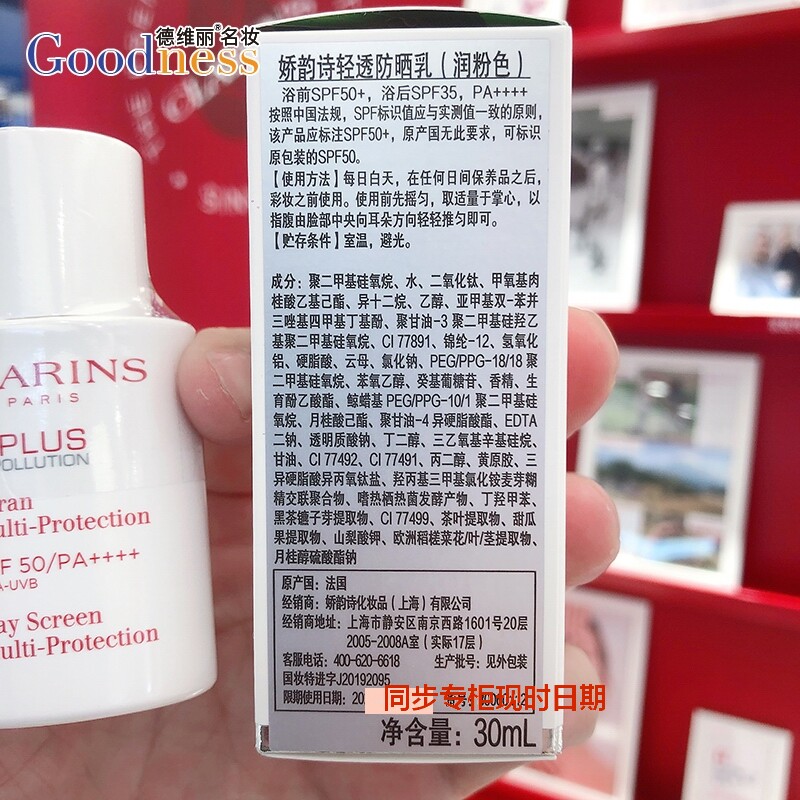 德维丽®名妆
Goodness
娇韵诗轻透防晒乳（润粉色）
浴前SPF50+，浴后SPF35，PA++++
按照中国法规，SPF标识值应与实测值一致的原则，
该产品应标注SPF50+，原产国无此要求，可标识
原包装的SPF50。
【使用方法】每日白天，在任何日间保养品之后，
彩妆之前使用。使用前先摇匀，取适量于掌心，以
指腹由脸部中央向耳朵方向轻轻推匀即可。
【贮存条件】室温，避光。
成分：聚二甲基硅氧烷、水、二氧化钛、甲氧基肉
桂酸乙基己酯、异十二烷、乙醇、亚甲基双-苯并
三唑基四甲基丁基酚、聚甘油-3 聚二甲基硅羟乙
基聚二甲基硅氧烷、CI 77891、锦纶-12、氢氧化
铝、硬脂酸、云母、氯化钠、PEG/PPG-18/18 聚
二甲基硅氧烷、苯氧乙醇、癸基葡糖苷、香精、生
育酚乙酸酯、鲸蜡基 PEG/PPG-10/1 聚二甲基硅
氧烷、月桂酸己酯、聚甘油-4 异硬脂酸酯、EDTA
二钠、透明质酸钠、丁二醇、三乙氧基辛基硅烷、
甘油、CI 77492、CI 77491、丙二醇、黄原胶、三
异硬脂酸异丙氧钛盐、羟丙基三甲基氯化铵麦芽糊
精交联聚合物、嗜热栖热菌发酵产物、丁羟甲苯、
黑茶镳子芽提取物、CI 77499、茶叶提取物、甜瓜
果提取物、山梨酸钾、欧洲稻槎菜花/叶/茎提取物、
月桂醇硫酸酯钠
原产国：法国
经销商：娇韵诗化妆品（上海）有限公司
经销商地址：上海市静安区南京西路1601号20层
2005-2008A室（实际17层）
客服电话：400-620-6618 生产批号：见外包装
国妆特进字J20192095
限期使用日期：20
同步专柜现时日期
净含量：30mL
ARINS
PARIS
PLUS
POLLUTION
ran
ulti-Protection
F 50/PA++++
A-UVB
ay Screen
ulti-Protection